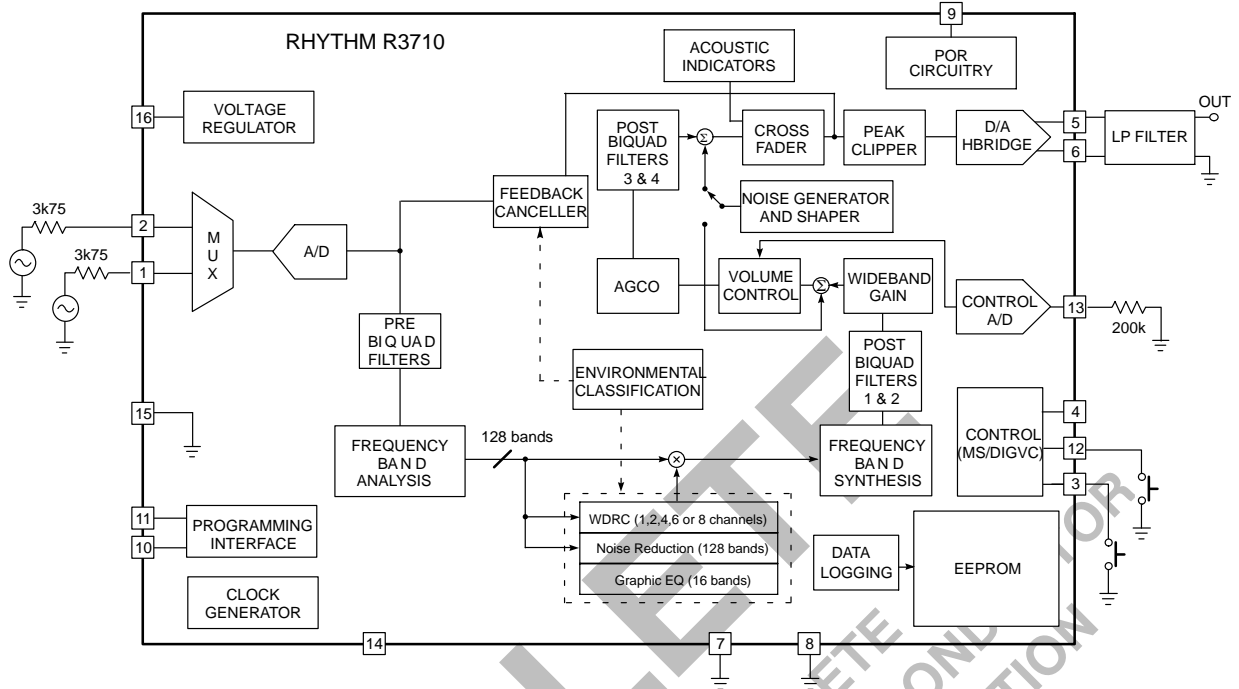 9
RHYTHM R3710
ACOUSTIC
INDICATORS
POR
CIRCUITRY
16
VOLTAGE
REGULATOR
POST
BIQUAD
FILTERS
3 & 4
Σ
CROSS
FADER
PEAK
CLIPPER
D/A
HBRIDGE
5
6
LP FILTER
OUT
FEEDBACK
CANCELLER
NOISE GENERATOR
AND SHAPER
3k75
2
3k75
1
M
U
X
A/D
AGCO
VOLUME
CONTROL
Σ
WIDEBAND
GAIN
CONTROL
A/D
13
200k
PRE
BIQUAD
FILTERS
ENVIRONMENTAL
CLASSIFICATION
POST
BIQUAD
FILTERS
1 & 2
15
FREQUENCY
BAND
ANALYSIS
128 bands
×
FREQUENCY
BAND
SYNTHESIS
CONTROL
(MS/DIGVC)
4
12
3
11
10
PROGRAMMING
INTERFACE
WDRC (1,2,4,6 or 8 channels)
Noise Reduction (128 bands)
Graphic EQ (16 bands)
DATA
LOGGING
EEPROM
CLOCK
GENERATOR
14
7
8